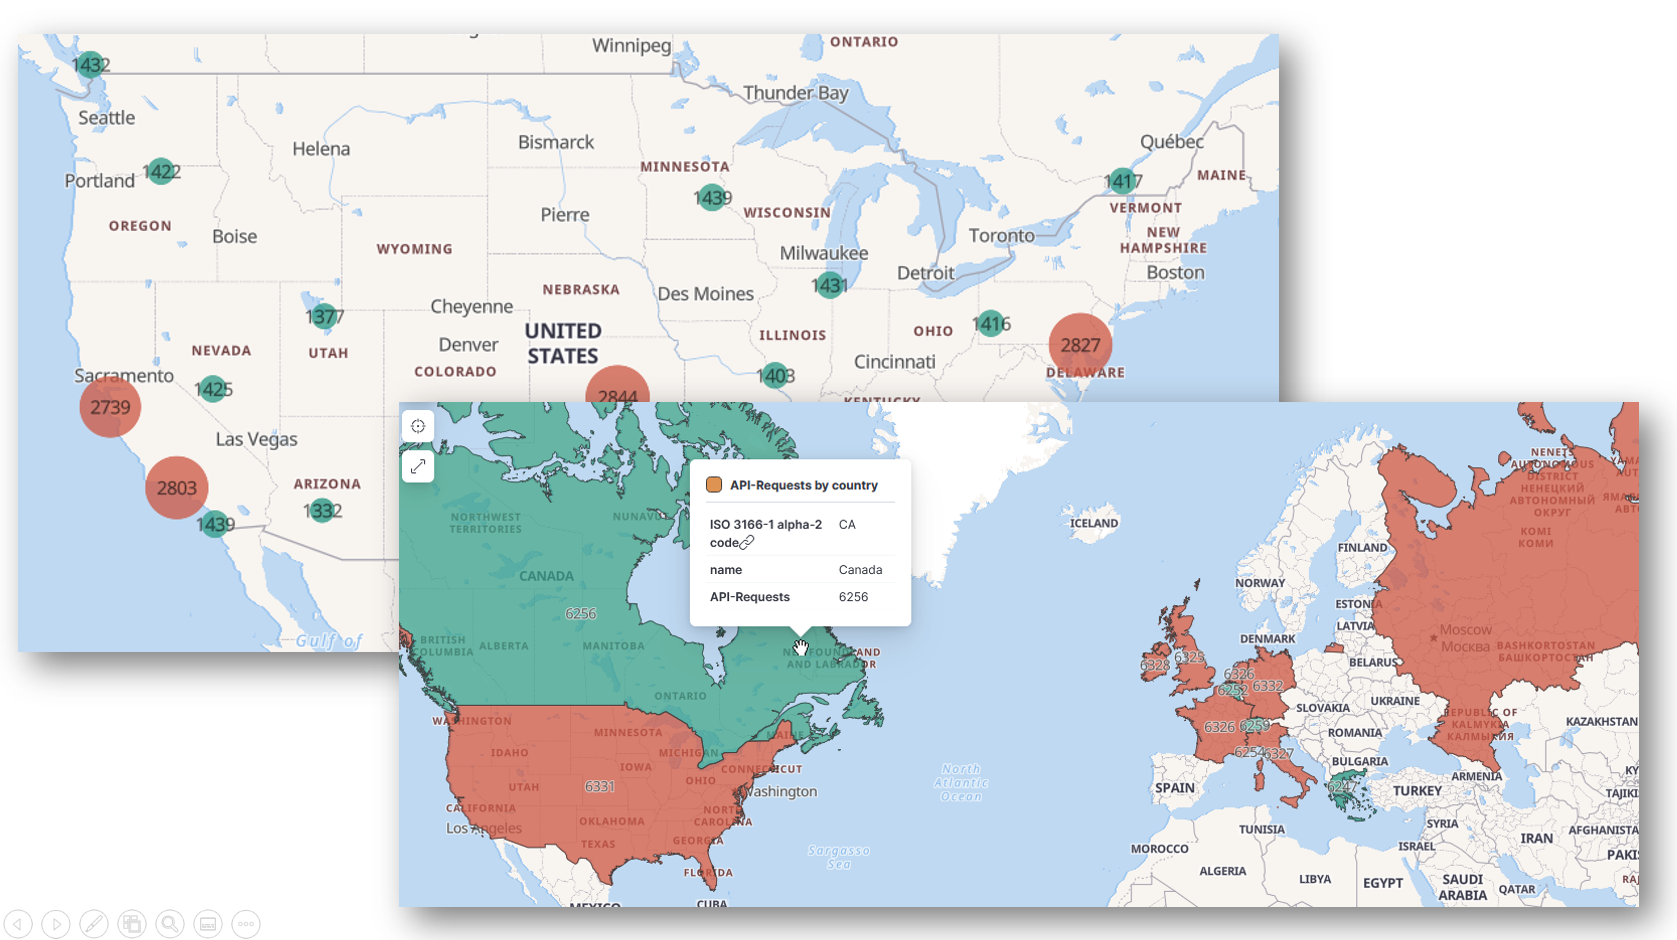 Winnipeg
ONTARIO
1432
Thunder Bay
Seattle
Helena
Bismarck
Québec
MINNESOTA
1422
Portland
1417
MAINE
1439
WISCONSIN
VERMONT
Pierre
OREGON
Boise
WYOMING
Toronto
NEW
HAMPSHIRE
Milwaukee
Detroit
Boston
1431
NEBRASKA
Des Moines
Cheyenne
1377
UNITED
STATES
ILLINOIS
OHIO
1416
2827
NEVADA
UTAH
Denver
COLORADO
Cincinnati
DELAWARE
Sacramento
1425
1403
2844
KENTUCKY
2739
Las Vegas
2803
ARIZONA
1332
1439
Gulf of
API-Requests by country
ISO 3166-1 alpha-2
code
CA
name
Canada
API-Requests
6256
NORTHWEST
TERRITORIES
NUNAV
CANADA
6256
BRITISH
COLUMBIA
ALBERTA
MANITOBA
NEWFOUNDLAND
AND LABRADOR
ONTARIO
WASHINGTON
MINNESOTA
MAINE
IDAHO
MICHIGAN
IOWA
CONNECTICUT
OHIO
UTAH
6331
Washington
CALIFORNIA
NORTH
CAROLINA
Los Angeles
OKLAHOMA
TEXAS
GEORGIA
FLORIDA
MEXICO
CUBA
North
Atlantic
Ocean
Sargasso
Sea
ICELAND
NENETS
AUTONOMOUS
DISTRICT
НЕНЕЦКИЙ
АВТОНОМНЫЙ
ОКРУГ
KOMI
КОМИ
FINLAND
NORWAY
ESTONIA
LATVIA
Moscow
Москва
DENMARK
BASHKORTOSTAN
БАШКОРТОСТАН
BELARUS
6328
6325
6326
6332
6252
SLOVAKIA
UKRAINE
6326
6259
REPUBLIC OF
KALMYKIA
КАЛМЫКИЯ
KAZAKHSTAN
ROMANIA
6254
6327
BULGARIA
ARMENIA
KY
SPAIN
6247
TURKEY
TAJIKI
SYRIA
TUNISIA
AFGHANISTA
IRAN
MOROCCO
ISRAEL
PAKIS
ALGERIA
LIBYA
EGYPT
SAUDI
ARABIA
QATAR
RAJ